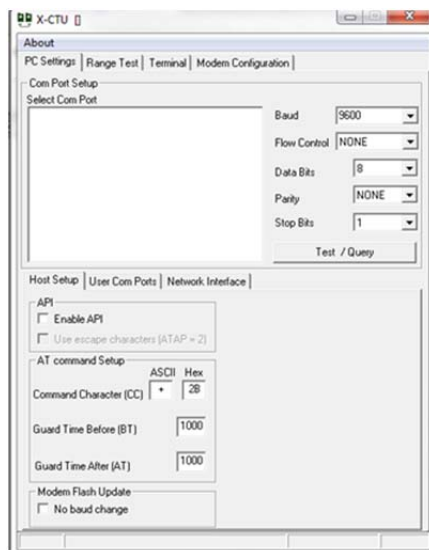 X-CTU []
About
PC Settings | Range Test | Terminal | Modem Configuration
Com Port Setup
Select Com Port
Baud 9600
Flow Control NONE
Data Bits 8
Parity NONE
Stop Bits 1
Test / Query
Host Setup | User Com Ports | Network Interface
API
Enable API
Use escape characters (ATAP = 2)
AT command Setup
ASCII Hex
Command Character (CC) + 2B
Guard Time Before (BT) 1000
Guard Time After (AT) 1000
Modem Flash Update
No baud change